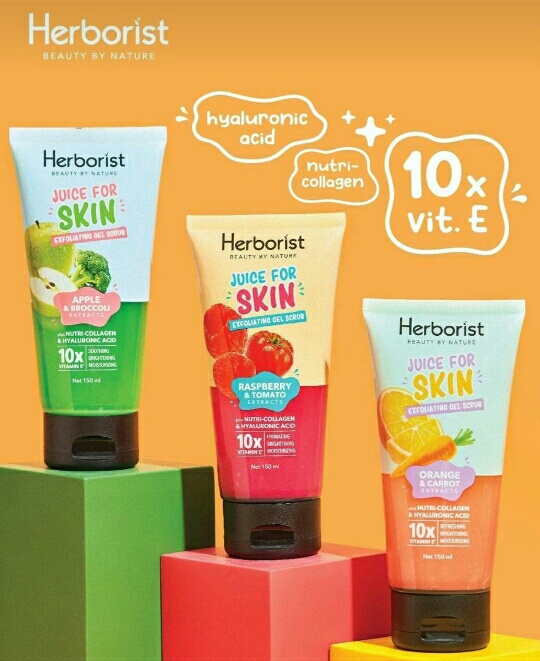 Herborist
BEAUTY BY NATURE
hyaluronic
acid
nutri-
collagen
10x
vit. E
Herborist
BEAUTY BY NATURE
JUICE FOR
SKIN
EXFOLIATING GEL SCRUB
APPLE
& BROCCOLI
EXTRACTS
plus NUTRI-COLLAGEN
& HYALURONIC ACID
10x
VITAMIN E
SOOTHING
BRIGHTENING
MOISTURIZING
Net 150 ml
Herborist
BEAUTY BY NATURE
JUICE FOR
SKIN
EXFOLIATING GEL SCRUB
RASPBERRY
& TOMATO
EXTRACTS
plus NUTRI-COLLAGEN
& HYALURONIC ACID
10x
VITAMIN E
HYDRATING
BRIGHTENING
MOISTURIZING
Net 150 ml
Herborist
BEAUTY BY NATURE
JUICE FOR
SKIN
EXFOLIATING GEL SCRUB
ORANGE
& CARROT
EXTRACTS
plus NUTRI-COLLAGEN
& HYALURONIC ACID
10x
VITAMIN E
REFRESHING
BRIGHTENING
MOISTURIZING
Net 150 ml